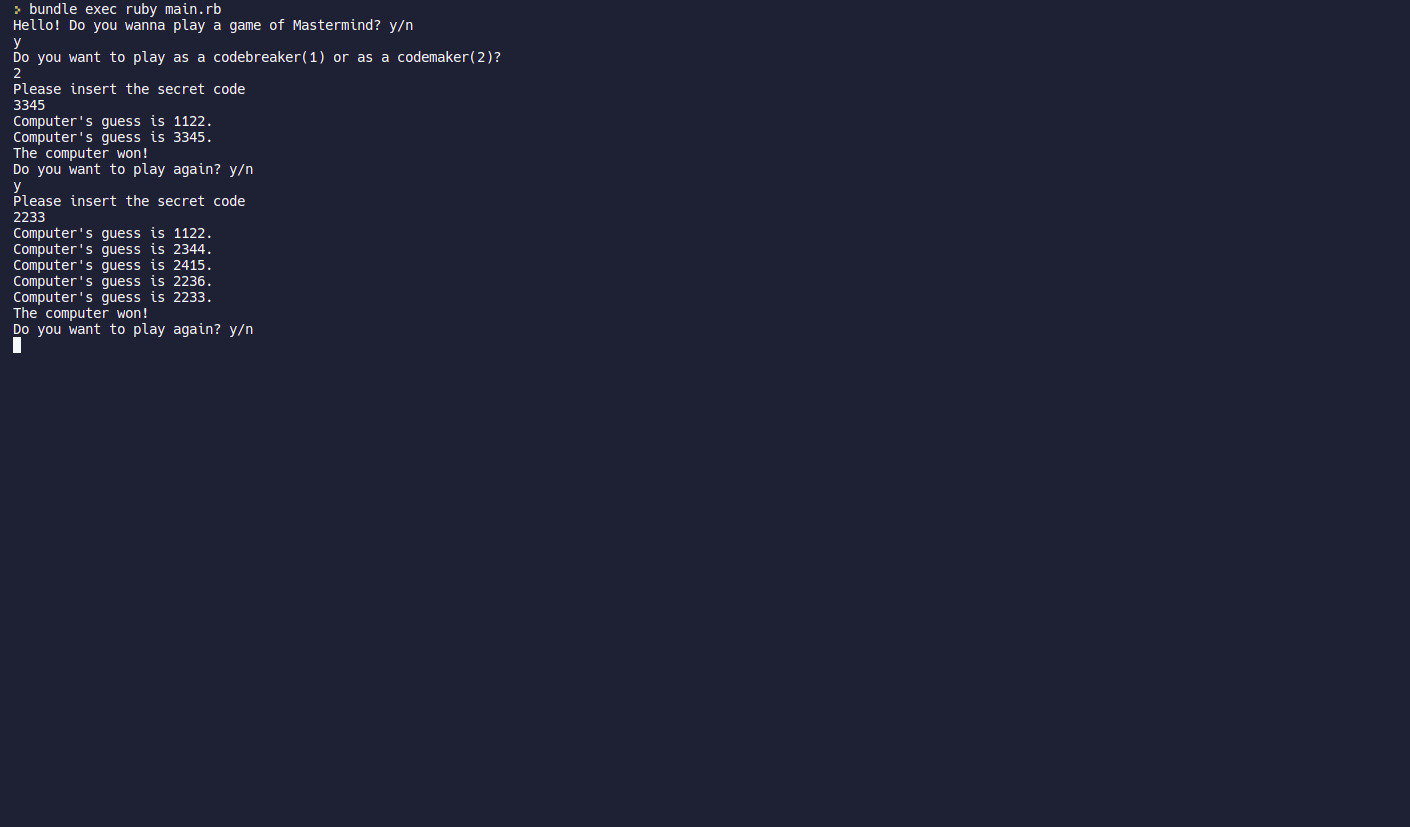 > bundle exec ruby main.rb
Hello! Do you wanna play a game of Mastermind? y/n
y
Do you want to play as a codebreaker(1) or as a codemaker(2)?
2
Please insert the secret code
3345
Computer's guess is 1122.
Computer's guess is 3345.
The computer won!
Do you want to play again? y/n
y
Please insert the secret code
2233
Computer's guess is 1122.
Computer's guess is 2344.
Computer's guess is 2415.
Computer's guess is 2236.
Computer's guess is 2233.
The computer won!
Do you want to play again? y/n